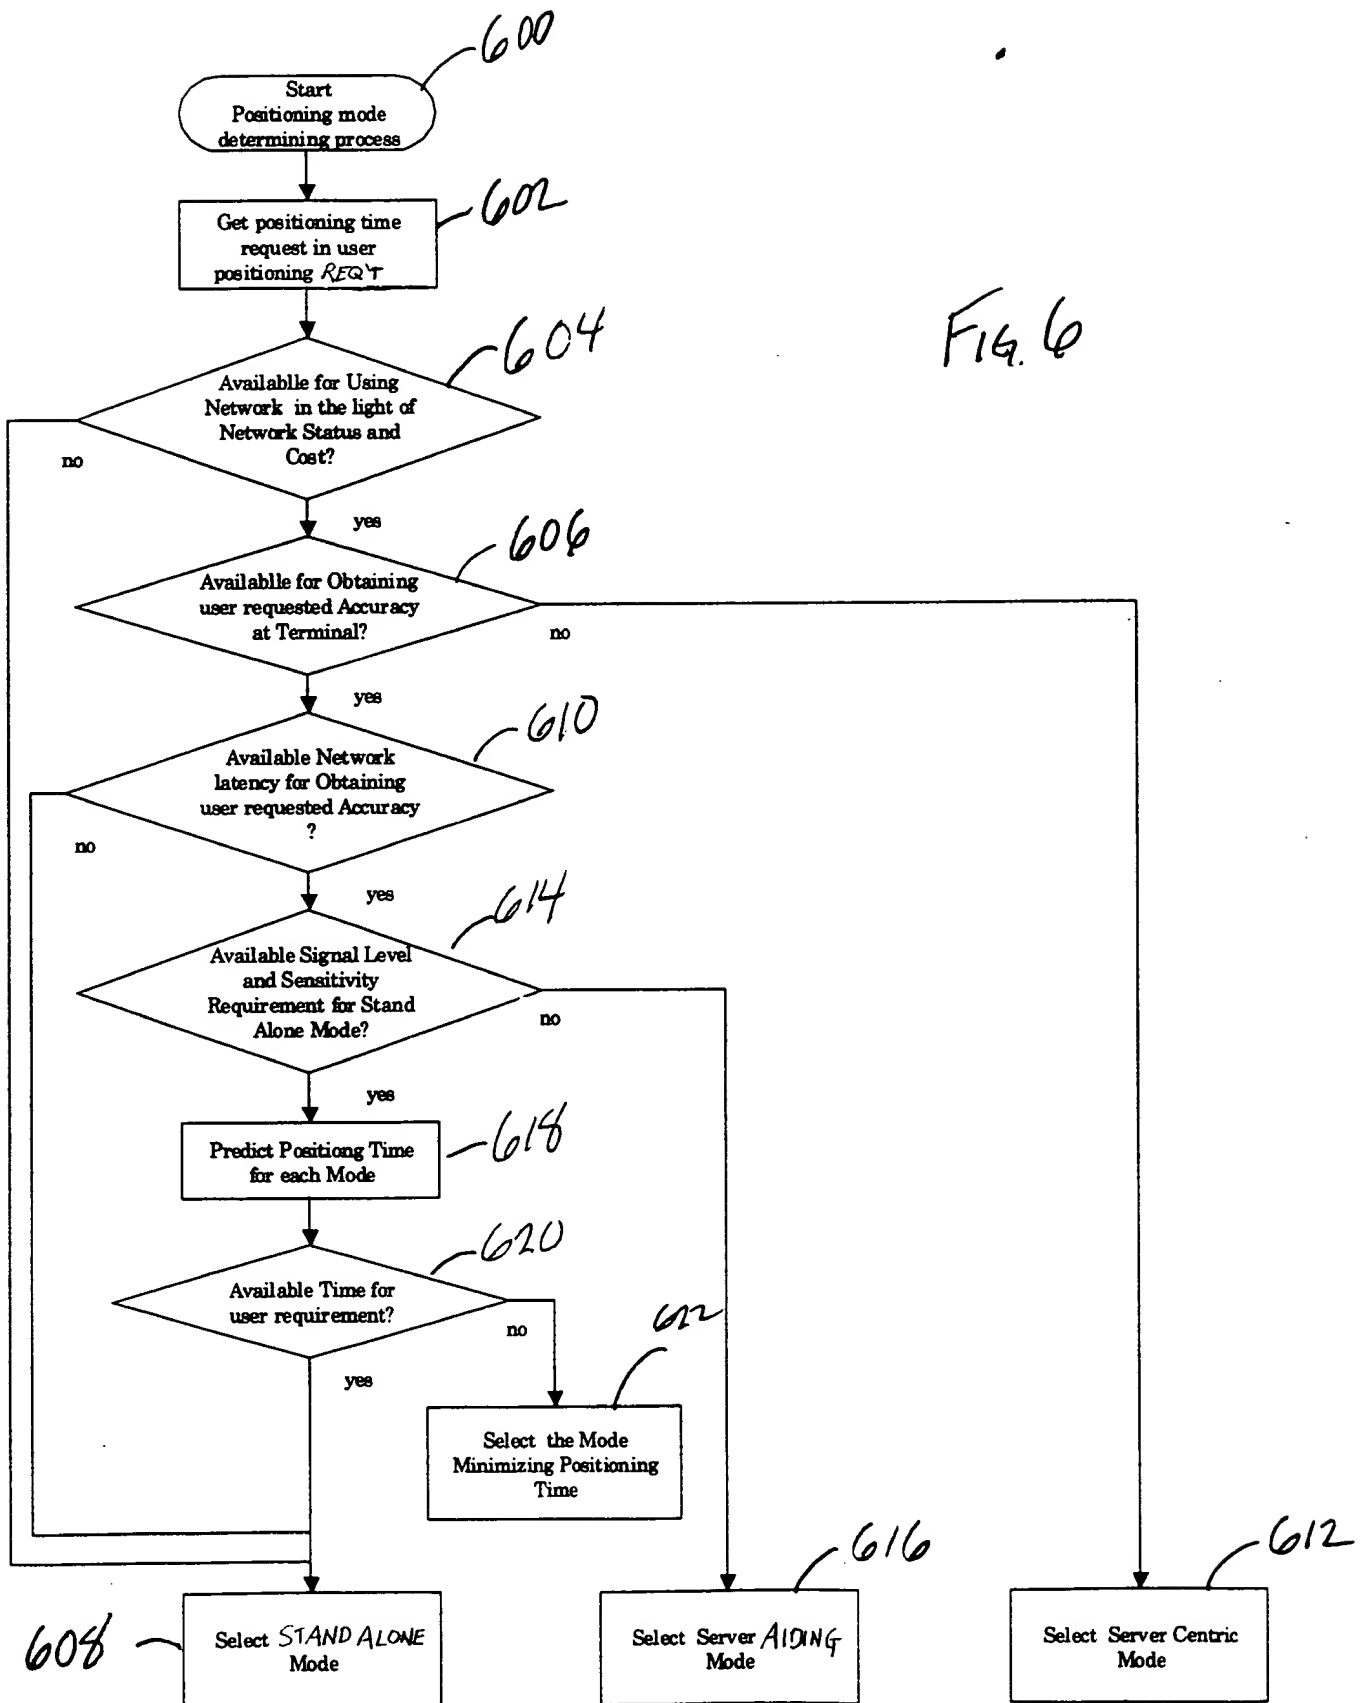 600
Start
Positioning mode
determining process
602
Get positioning time
request in user
positioning REQ'T
FIG. 6
604
Availablle for Using
Network in the light of
Network Status and
Cost?
no
yes
606
Availablle for Obtaining
user requested Accuracy
at Terminal?
no
yes
610
Available Network
latency for Obtaining
user requested Accuracy
?
no
yes
614
Available Signal Level
and Sensitivity
Requirement for Stand
Alone Mode?
no
yes
618
Predict Positiong Time
for each Mode
620
Available Time for
user requirement?
no
yes
622
Select the Mode
Minimizing Positioning
Time
608
Select STAND ALONE
Mode
616
Select Server AIDING
Mode
612
Select Server Centric
Mode